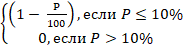 (1 − P/100), если P ≤ 10%
0, если P > 10%